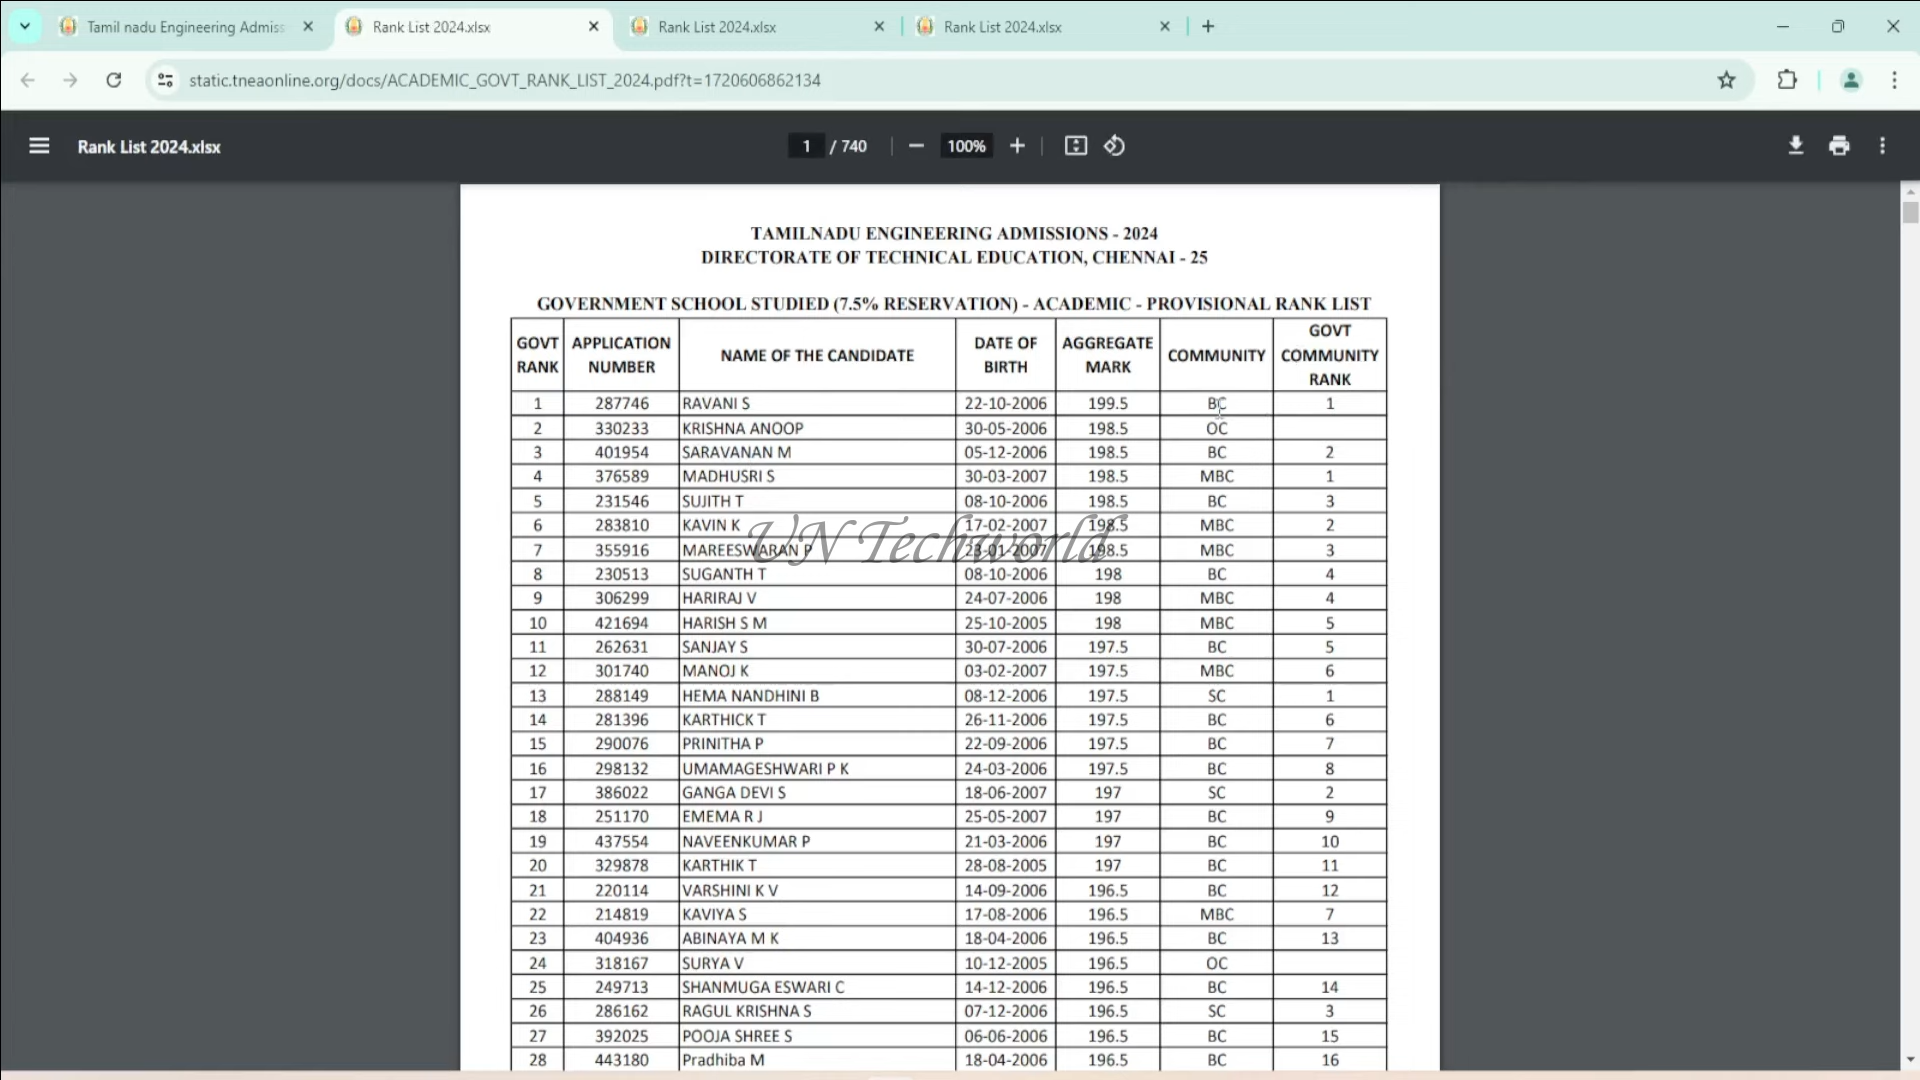 Tamil nadu Engineering Admiss
Rank List 2024.xlsx
Rank List 2024.xlsx
Rank List 2024.xlsx
static.tneaonline.org/docs/ACADEMIC_GOVT_RANK_LIST_2024.pdf?t=1720606862134
Rank List 2024.xlsx
1 / 740
100%
TAMILNADU ENGINEERING ADMISSIONS - 2024
DIRECTORATE OF TECHNICAL EDUCATION, CHENNAI - 25
GOVERNMENT SCHOOL STUDIED (7.5% RESERVATION) - ACADEMIC - PROVISIONAL RANK LIST
GOVT RANK APPLICATION NUMBER NAME OF THE CANDIDATE DATE OF BIRTH AGGREGATE MARK COMMUNITY GOVT COMMUNITY RANK
1 287746 RAVANI S 22-10-2006 199.5 BC 1
2 330233 KRISHNA ANOOP 30-05-2006 198.5 OC
3 401954 SARAVANAN M 05-12-2006 198.5 BC 2
4 376589 MADHUSRI S 30-03-2007 198.5 MBC 1
5 231546 SUJITH T 08-10-2006 198.5 BC 3
6 283810 KAVIN K 17-02-2007 198.5 MBC 2
UN Techworld
7 355916 MAREESWARAN P 23-01-2007 198.5 MBC 3
8 230513 SUGANTH T 08-10-2006 198 BC 4
9 306299 HARIRAJ V 24-07-2006 198 MBC 4
10 421694 HARISH S M 25-10-2005 198 MBC 5
11 262631 SANJAY S 30-07-2006 197.5 BC 5
12 301740 MANOJ K 03-02-2007 197.5 MBC 6
13 288149 HEMA NANDHINI B 08-12-2006 197.5 SC 1
14 281396 KARTHICK T 26-11-2006 197.5 BC 6
15 290076 PRINITHA P 22-09-2006 197.5 BC 7
16 298132 UMAMAGESHWARI P K 24-03-2006 197.5 BC 8
17 386022 GANGA DEVI S 18-06-2007 197 SC 2
18 251170 EMEMA R J 25-05-2007 197 BC 9
19 437554 NAVEENKUMAR P 21-03-2006 197 BC 10
20 329878 KARTHIK T 28-08-2005 197 BC 11
21 220114 VARSHINI K V 14-09-2006 196.5 BC 12
22 214819 KAVIYA S 17-08-2006 196.5 MBC 7
23 404936 ABINAYA M K 18-04-2006 196.5 BC 13
24 318167 SURYA V 10-12-2005 196.5 OC
25 249713 SHANMUGA ESWARI C 14-12-2006 196.5 BC 14
26 286162 RAGUL KRISHNA S 07-12-2006 196.5 SC 3
27 392025 POOJA SHREE S 06-06-2006 196.5 BC 15
28 443180 Pradhiba M 18-04-2006 196.5 BC 16